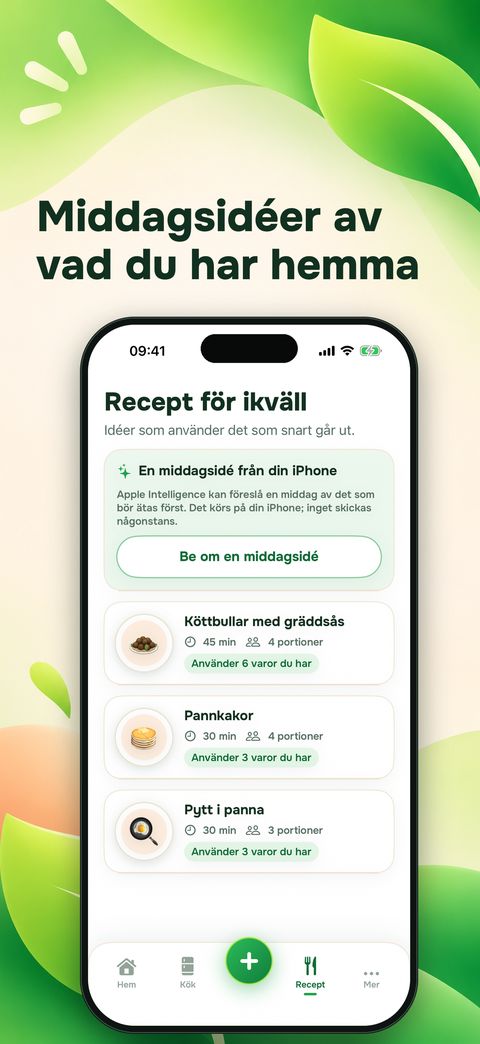 Middagsidéer av
vad du har hemma
09:41
Recept för ikväll
Idéer som använder det som snart går ut.
En middagsidé från din iPhone
Apple Intelligence kan föreslå en middag av det som
bör ätas först. Det körs på din iPhone; inget skickas
någonstans.
Be om en middagsidé
Köttbullar med gräddsås
45 min 4 portioner
Använder 6 varor du har
Pannkakor
30 min 4 portioner
Använder 3 varor du har
Pytt i panna
30 min 3 portioner
Använder 3 varor du har
Hem Kök Recept Mer